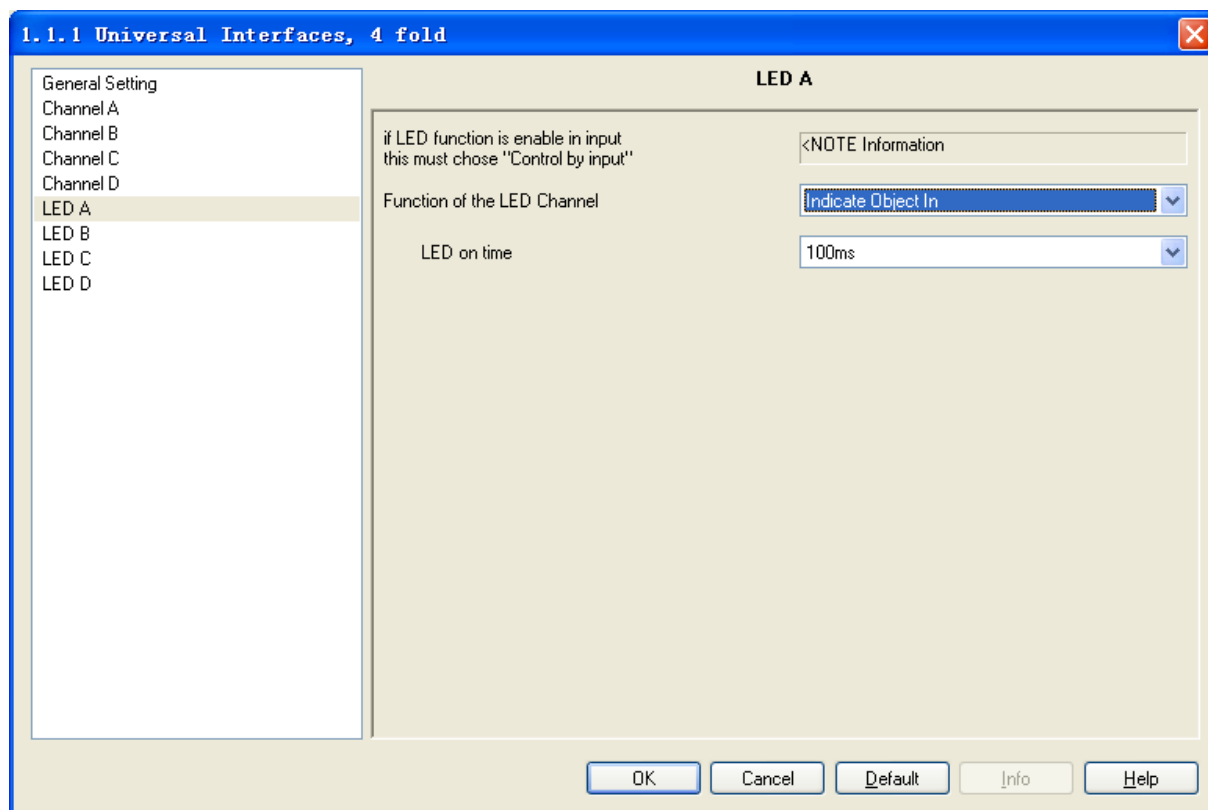 1.1.1 Universal Interfaces, 4 fold
General Setting
Channel A
Channel B
Channel C
Channel D
LED A
LED B
LED C
LED D
LED A
if LED function is enable in input
this must chose "Control by input"
<NOTE Information
Function of the LED Channel
Indicate Object In
LED on time
100ms
OK
Cancel
Default
Info
Help